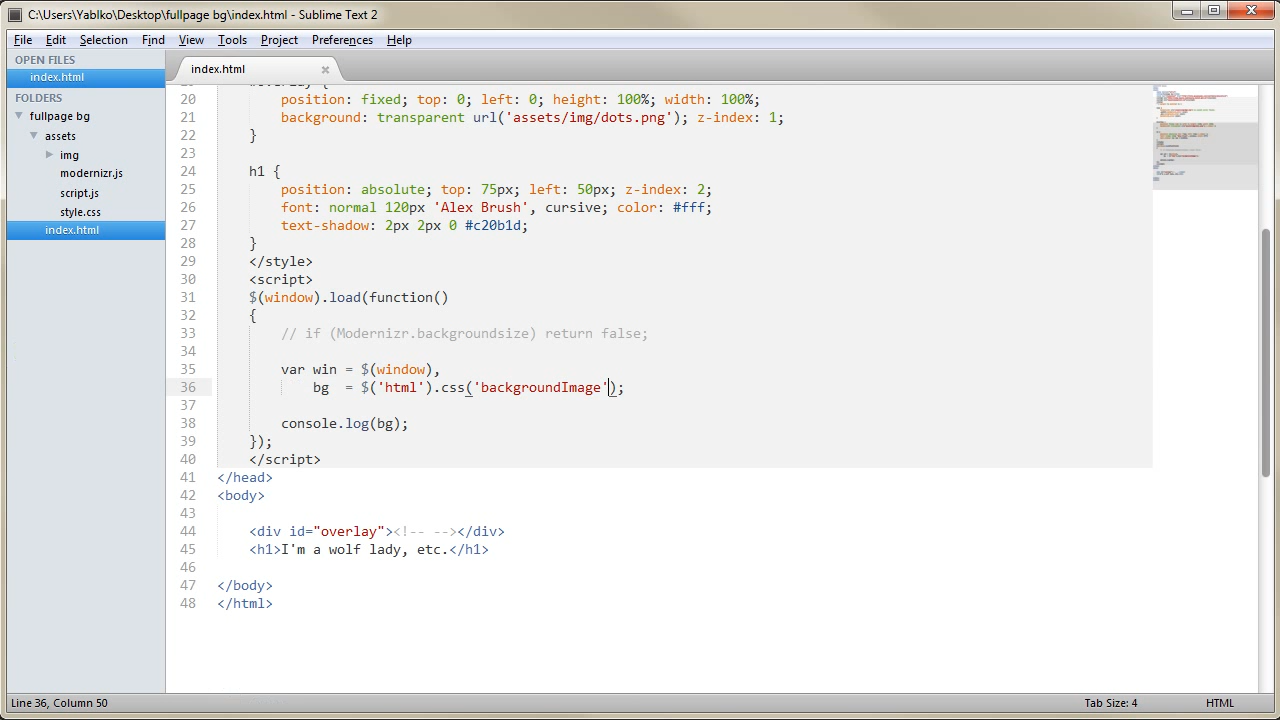 C:\Users\Yablko\Desktop\fullpage bg\index.html - Sublime Text 2
File Edit Selection Find View Tools Project Preferences Help
OPEN FILES
index.html
FOLDERS
fullpage bg
assets
img
modernizr.js
script.js
style.css
index.html
index.html
20 position: fixed; top: 0; left: 0; height: 100%; width: 100%;
21 background: transparent url('assets/img/dots.png'); z-index: 1;
22 }
23
24 h1 {
25 position: absolute; top: 75px; left: 50px; z-index: 2;
26 font: normal 120px 'Alex Brush', cursive; color: #fff;
27 text-shadow: 2px 2px 0 #c20b1d;
28 }
29 </style>
30 <script>
31 $(window).load(function()
32 {
33 // if (Modernizr.backgroundsize) return false;
34
35 var win = $(window),
36 bg  = $('html').css('backgroundImage');
37
38 console.log(bg);
39 });
40 </script>
41 </head>
42 <body>
43
44 <div id="overlay"><!-- --></div>
45 <h1>I'm a wolf lady, etc.</h1>
46
47 </body>
48 </html>
Line 36, Column 50
Tab Size: 4
HTML